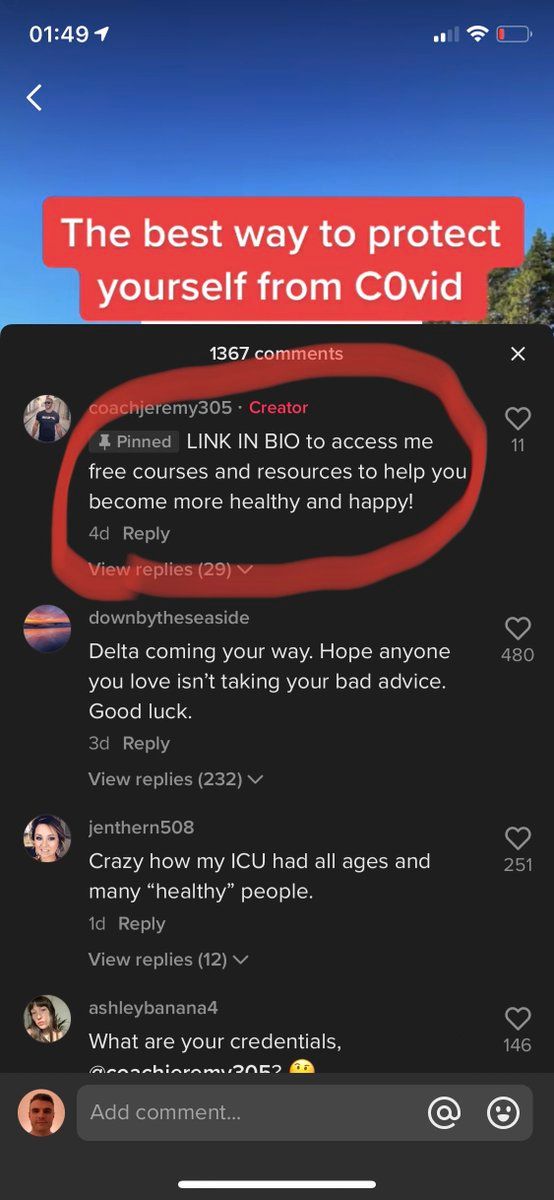 01:49
The best way to protect
yourself from C0vid
1367 comments
coachjeremy305 · Creator
Pinned LINK IN BIO to access me
free courses and resources to help you
become more healthy and happy!
11
4d Reply
View replies (29)
downbytheseaside
Delta coming your way. Hope anyone
you love isn’t taking your bad advice.
Good luck.
480
3d Reply
View replies (232)
jenthern508
Crazy how my ICU had all ages and
many “healthy” people.
251
1d Reply
View replies (12)
ashleybanana4
What are your credentials,
@coachjeremy305? 🤨
146
Add comment...